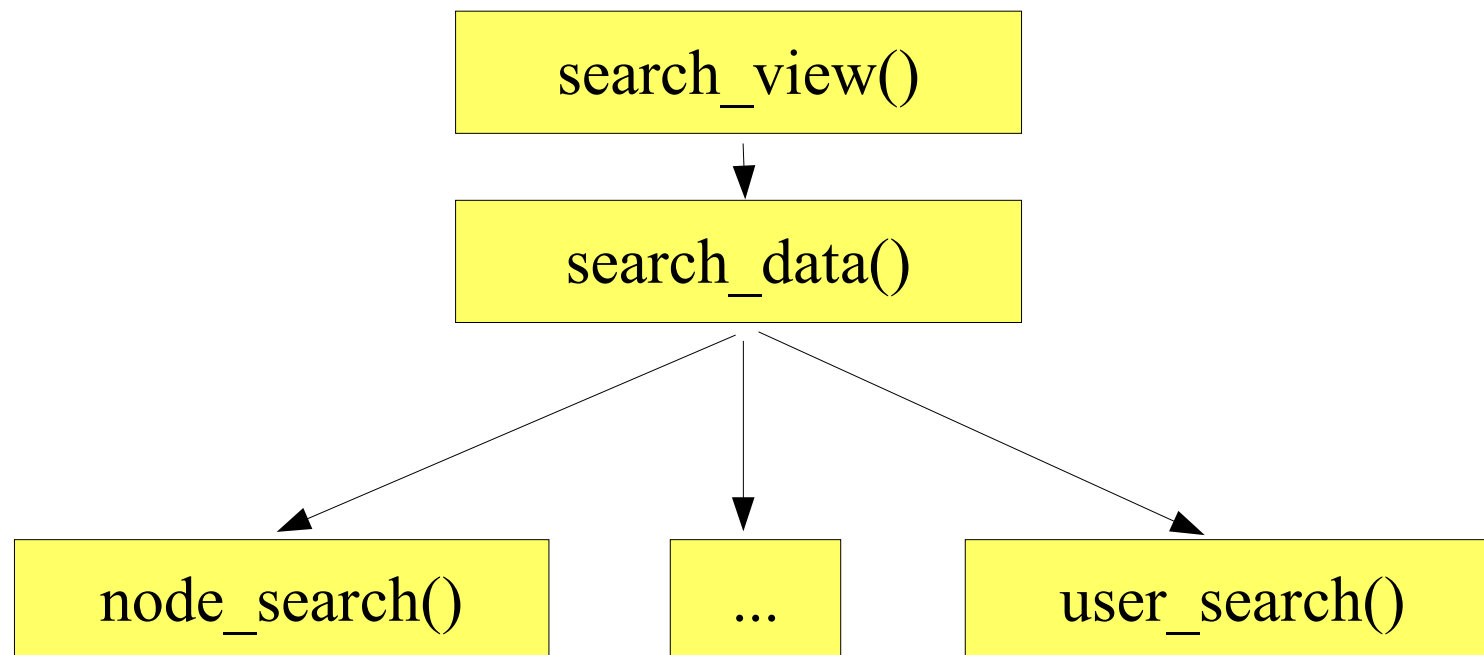 search_view()
search_data()
node_search()
...
user_search()